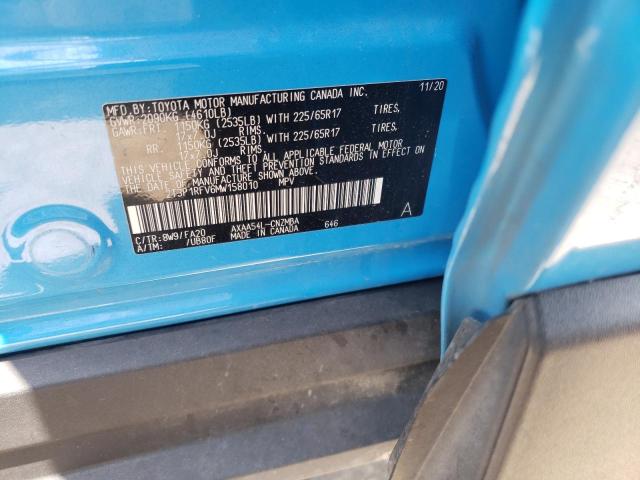 MFD.BY:TOYOTA MOTOR MANUFACTURING CANADA INC. 11/20
GVWR:2090KG (4610LB)
GAWR:FRT. 1150KG (2535LB) WITH 225/65R17 TIRES,
17X7.0J RIMS.
RR. 1150KG (2535LB) WITH 225/65R17 TIRES,
17X7.0J RIMS.
THIS VEHICLE CONFORMS TO ALL APPLICABLE FEDERAL MOTOR
VEHICLE SAFETY AND THEFT PREVENTION STANDARDS IN EFFECT ON
THE DATE OF MANUFACTURE SHOWN ABOVE.
MPV
C/TR:8W9/FA20 AXAA54L-CNZMBA A
A/TM: /UB80F MADE IN CANADA 646